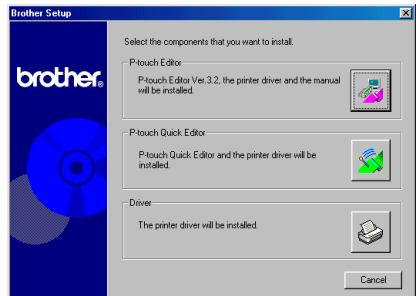 Brother Setup
Select the components that you want to install.
brother®
P-touch Editor
P-touch Editor Ver.3.2, the printer driver and the manual
will be installed.
P-touch Quick Editor
P-touch Quick Editor and the printer driver will be
installed.
Driver
The printer driver will be installed.
Cancel